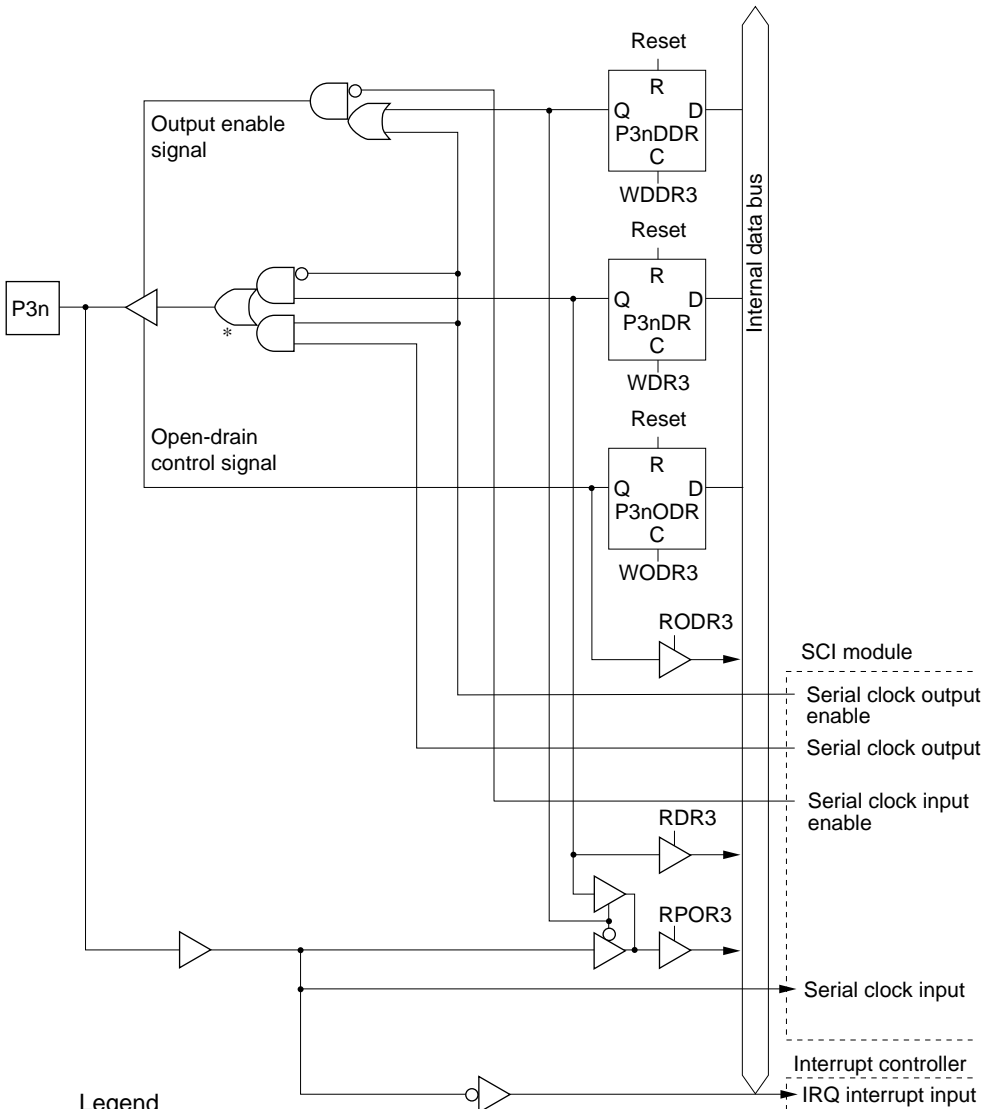 Reset
R
Q D
P3nDDR
C
WDDR3
Output enable
signal
Internal data bus
Reset
R
Q D
P3nDR
C
WDR3
P3n
*
Open-drain
control signal
Reset
R
Q D
P3nODR
C
WODR3
RODR3
SCI module
Serial clock output
enable
Serial clock output
Serial clock input
enable
RDR3
RPOR3
Serial clock input
Interrupt controller
IRQ interrupt input
Legend